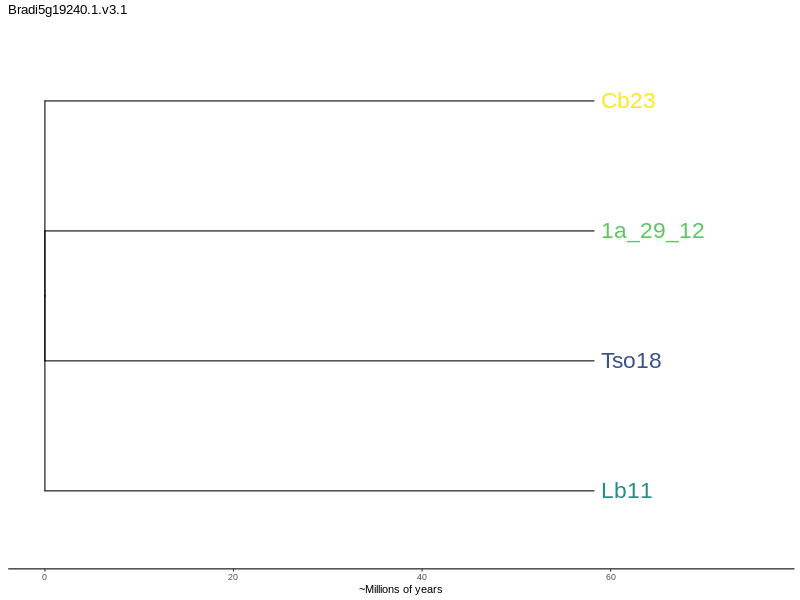 Bradi5g19240.1.v3.1
Cb23
1a_29_12
Tso18
Lb11
0 20 40 60
~Millions of years